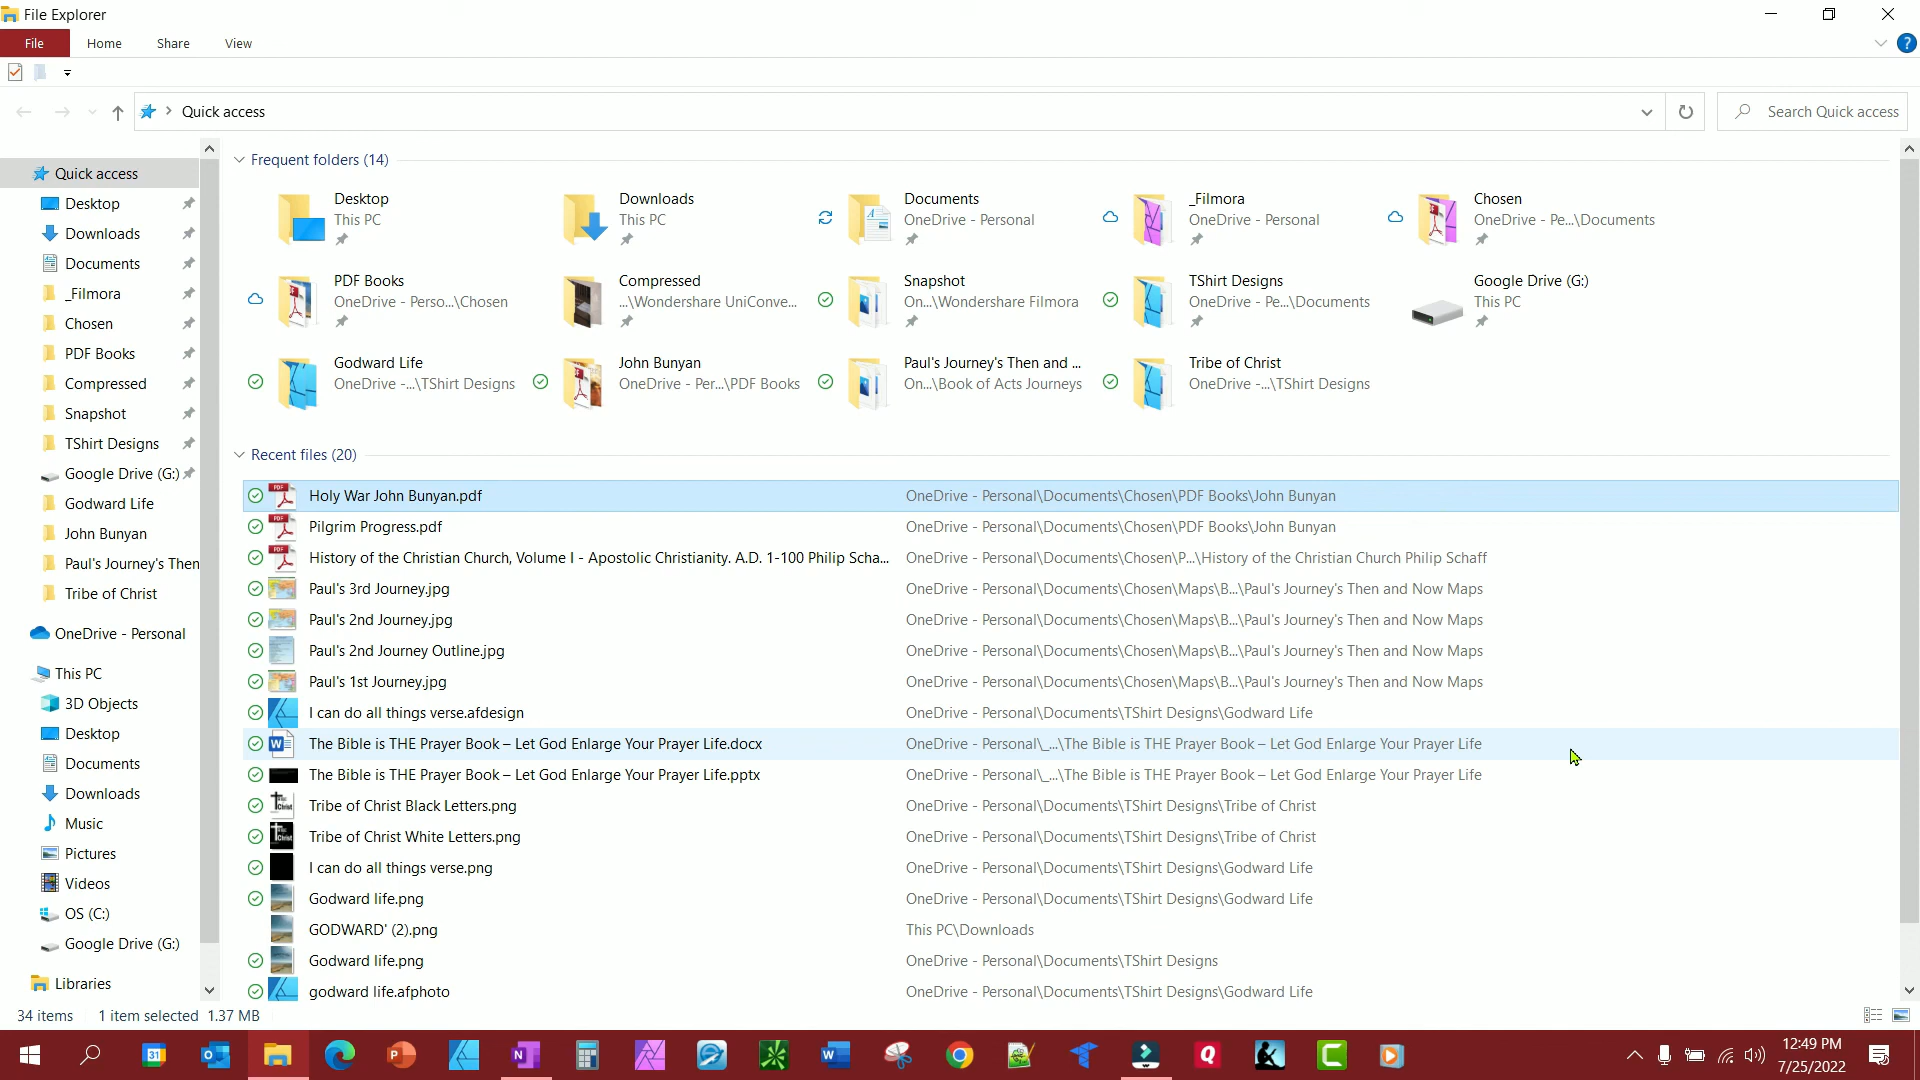 File Explorer
File Home Share View
Quick access
Search Quick access
Quick access
Desktop
Downloads
Documents
_Filmora
Chosen
PDF Books
Compressed
Snapshot
TShirt Designs
Google Drive (G:)
Godward Life
John Bunyan
Paul's Journey's Then
Tribe of Christ
OneDrive - Personal
This PC
3D Objects
Desktop
Documents
Downloads
Music
Pictures
Videos
OS (C:)
Google Drive (G:)
Libraries
Frequent folders (14)
Desktop
This PC
Downloads
This PC
Documents
OneDrive - Personal
_Filmora
OneDrive - Personal
Chosen
OneDrive - Pe...\Documents
PDF Books
OneDrive - Perso...\Chosen
Compressed
...\Wondershare UniConve...
Snapshot
On...\Wondershare Filmora
TShirt Designs
OneDrive - Pe...\Documents
Google Drive (G:)
This PC
Godward Life
OneDrive -...\TShirt Designs
John Bunyan
OneDrive - Per...\PDF Books
Paul's Journey's Then and ...
On...\Book of Acts Journeys
Tribe of Christ
OneDrive -...\TShirt Designs
Recent files (20)
Holy War John Bunyan.pdf OneDrive - Personal\Documents\Chosen\PDF Books\John Bunyan
Pilgrim Progress.pdf OneDrive - Personal\Documents\Chosen\PDF Books\John Bunyan
History of the Christian Church, Volume I - Apostolic Christianity. A.D. 1-100 Philip Scha... OneDrive - Personal\Documents\Chosen\P...\History of the Christian Church Philip Schaff
Paul's 3rd Journey.jpg OneDrive - Personal\Documents\Chosen\Maps\B...\Paul's Journey's Then and Now Maps
Paul's 2nd Journey.jpg OneDrive - Personal\Documents\Chosen\Maps\B...\Paul's Journey's Then and Now Maps
Paul's 2nd Journey Outline.jpg OneDrive - Personal\Documents\Chosen\Maps\B...\Paul's Journey's Then and Now Maps
Paul's 1st Journey.jpg OneDrive - Personal\Documents\Chosen\Maps\B...\Paul's Journey's Then and Now Maps
I can do all things verse.afdesign OneDrive - Personal\Documents\TShirt Designs\Godward Life
The Bible is THE Prayer Book – Let God Enlarge Your Prayer Life.docx OneDrive - Personal\_...\The Bible is THE Prayer Book – Let God Enlarge Your Prayer Life
The Bible is THE Prayer Book – Let God Enlarge Your Prayer Life.pptx OneDrive - Personal\_...\The Bible is THE Prayer Book – Let God Enlarge Your Prayer Life
Tribe of Christ Black Letters.png OneDrive - Personal\Documents\TShirt Designs\Tribe of Christ
Tribe of Christ White Letters.png OneDrive - Personal\Documents\TShirt Designs\Tribe of Christ
I can do all things verse.png OneDrive - Personal\Documents\TShirt Designs\Godward Life
Godward life.png OneDrive - Personal\Documents\TShirt Designs\Godward Life
GODWARD' (2).png This PC\Downloads
Godward life.png OneDrive - Personal\Documents\TShirt Designs
godward life.afphoto OneDrive - Personal\Documents\TShirt Designs\Godward Life
34 items 1 item selected 1.37 MB
12:49 PM
7/25/2022